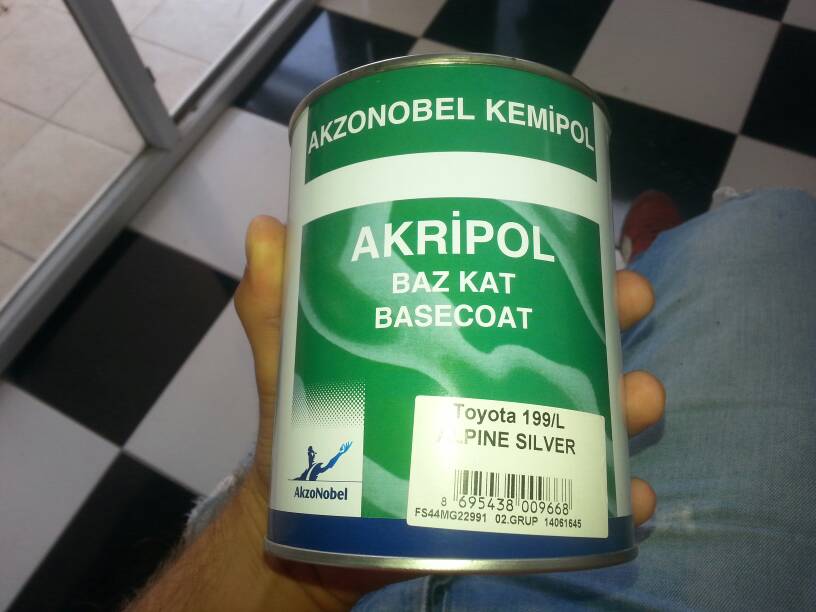 AKZONOBEL KEMİPOL
AKRİPOL
BAZ KAT
BASECOAT
AkzoNobel
Toyota 199/L
ALPINE SILVER
8 695438 009668
FS44MG22991 02.GRUP 14061645